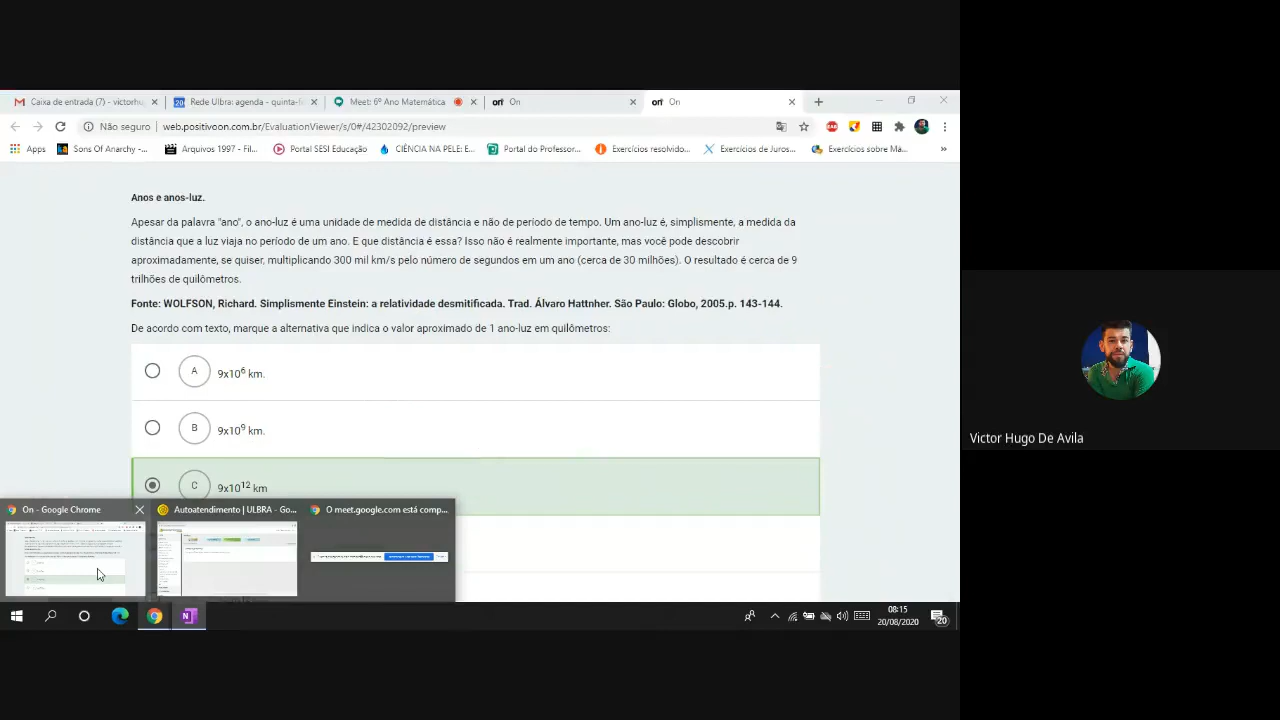 Caixa de entrada (7) - victorhu
Rede Ulbra: agenda - quinta-fe
Meet: 6º Ano Matemática
on
On
on
On
Não seguro
web.positivoon.com.br/EvaluationViewer/s/0#/42302092/preview
Apps
Sons Of Anarchy -...
Arquivos 1997 - Fil...
Portal SESI Educação
CIÊNCIA NA PELE: E...
Portal do Professor...
Exercícios resolvido...
Exercícios de Juros...
Exercícios sobre Ma...
»
Anos e anos-luz.
Apesar da palavra "ano", o ano-luz é uma unidade de medida de distância e não de período de tempo. Um ano-luz é, simplesmente, a medida da
distância que a luz viaja no período de um ano. E que distância é essa? Isso não é realmente importante, mas você pode descobrir
aproximadamente, se quiser, multiplicando 300 mil km/s pelo número de segundos em um ano (cerca de 30 milhões). O resultado é cerca de 9
trilhões de quilômetros.
Fonte: WOLFSON, Richard. Simplismente Einstein: a relatividade desmitificada. Trad. Álvaro Hattnher. São Paulo: Globo, 2005.p. 143-144.
De acordo com texto, marque a alternativa que indica o valor aproximado de 1 ano-luz em quilômetros:
A 9x10⁶ km.
B 9x10⁹ km.
C 9x10¹² km
On - Google Chrome
Autoatendimento | ULBRA - Go...
O meet.google.com está comp...
08:15
20/08/2020
20
Victor Hugo De Avila